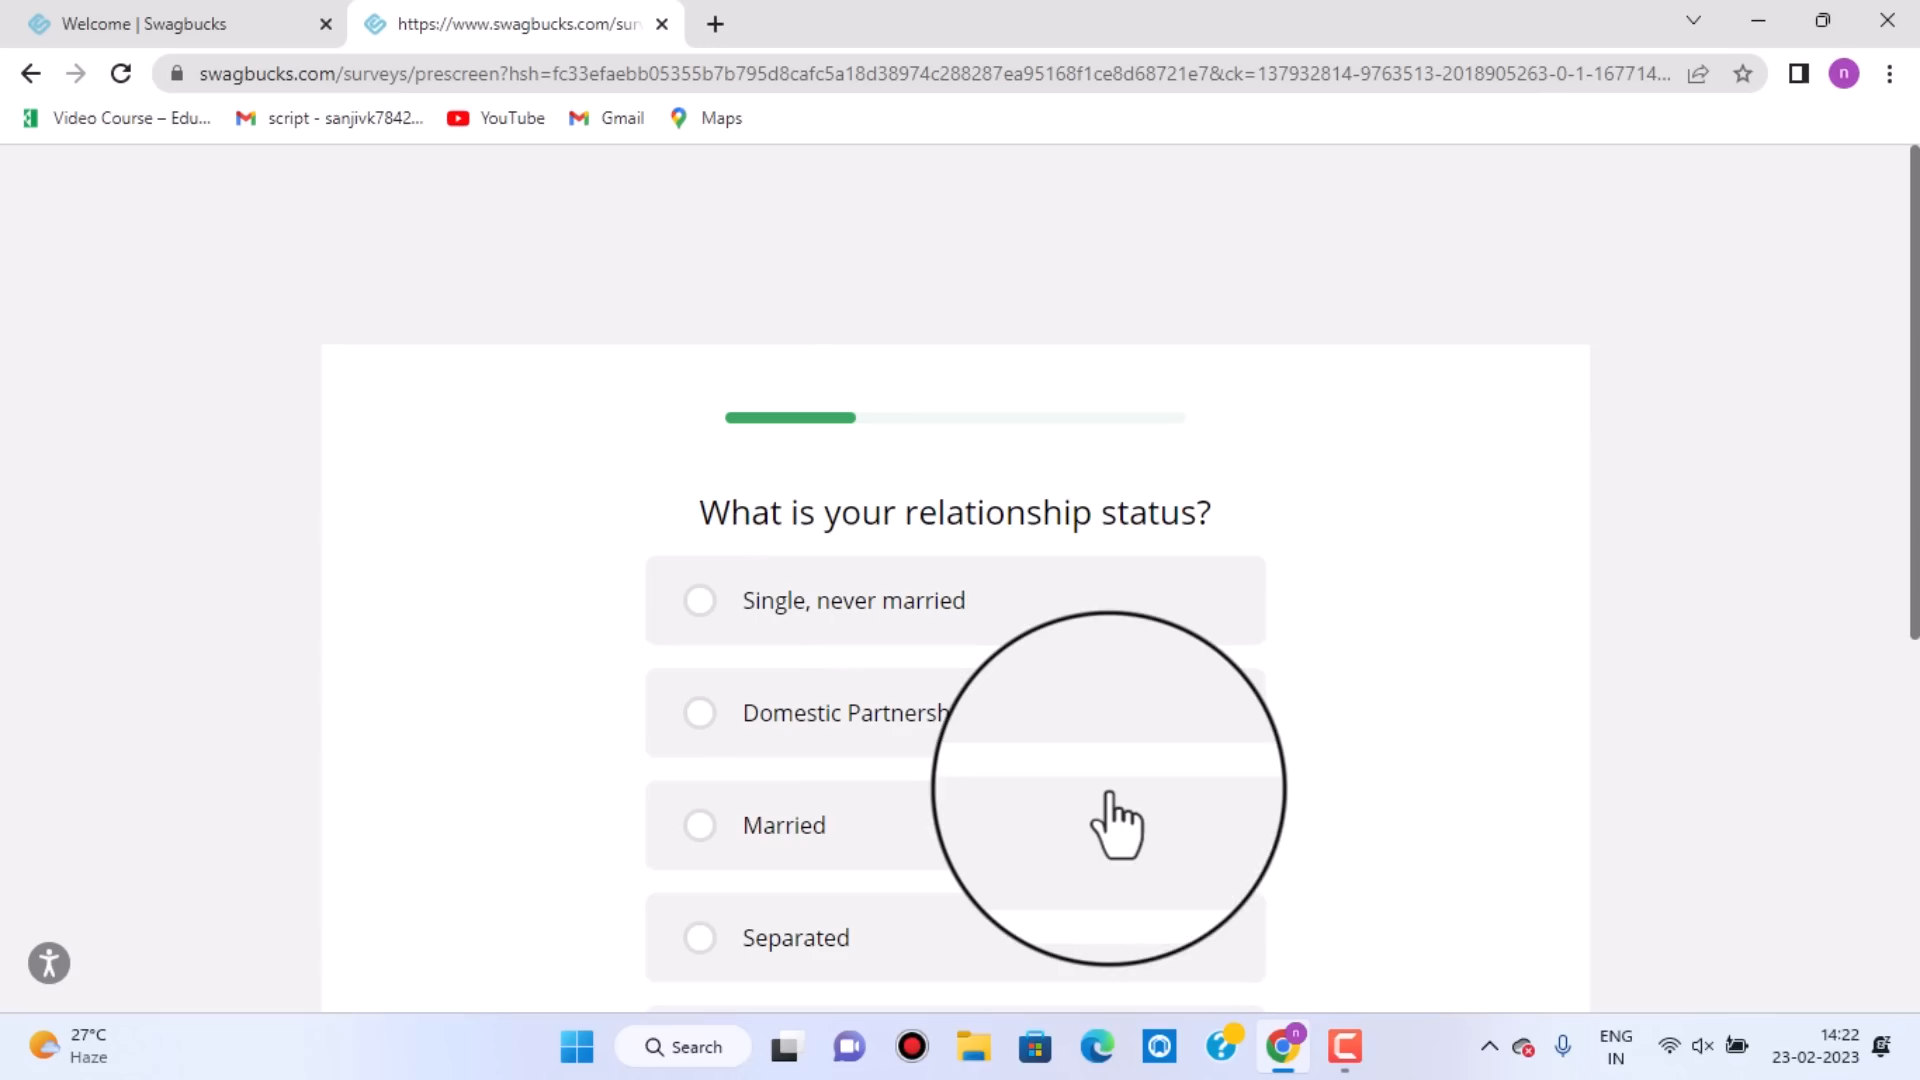 Welcome | Swagbucks
https://www.swagbucks.com/sur
swagbucks.com/surveys/prescreen?hsh=fc33efaebb05355b7b795d8cafc5a18d38974c288287ea95168f1ce8d68721e7&ck=137932814-9763513-2018905263-0-1-167714...
n
Video Course – Edu...
script - sanjivk7842...
YouTube
Gmail
Maps
What is your relationship status?
Single, never married
Domestic Partnersh
Married
Separated
27°C
Haze
Search
n
ENG
IN
14:22
23-02-2023